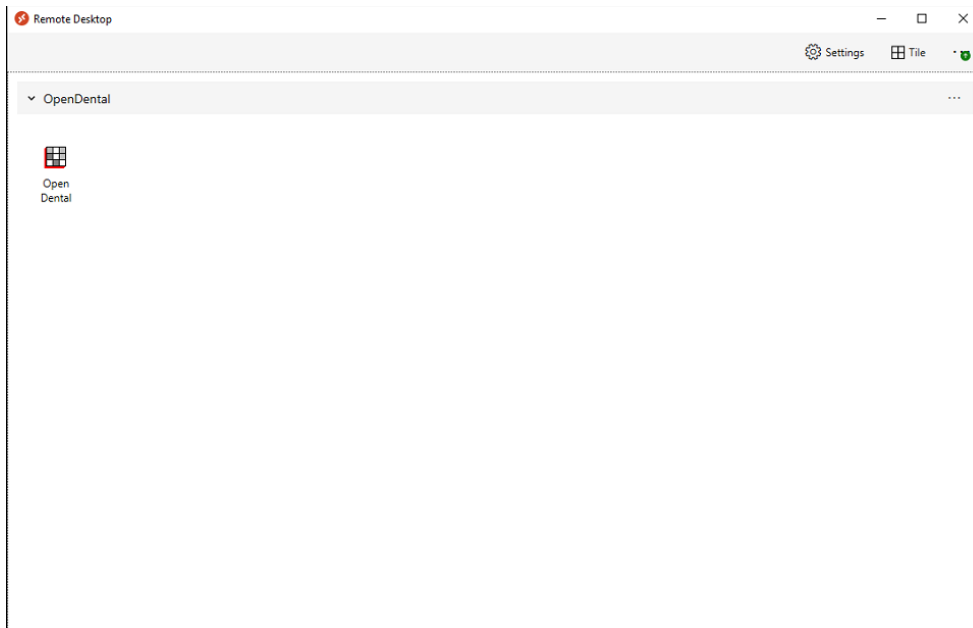 Remote Desktop
Settings
Tile
OpenDental
Open
Dental